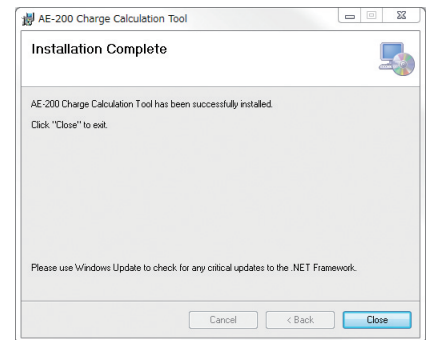 AE-200 Charge Calculation Tool
Installation Complete
AE-200 Charge Calculation Tool has been successfully installed.
Click "Close" to exit.
Please use Windows Update to check for any critical updates to the .NET Framework.
Cancel < Back Close